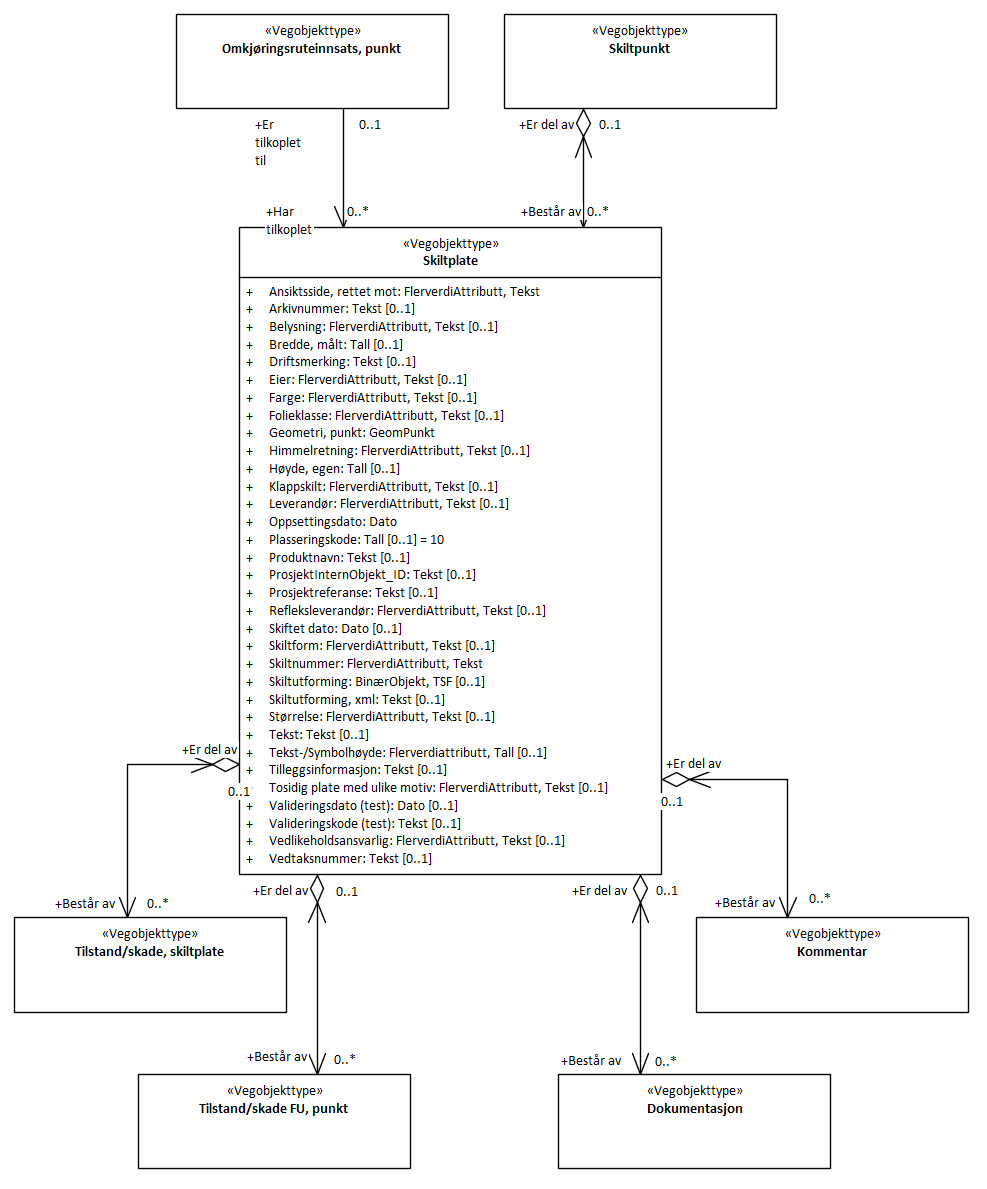 «Vegobjekttype»
Omkjøringsruteinnsats, punkt
«Vegobjekttype»
Skiltpunkt
+Er
tilkoplet
til
0..1
+Er del av
0..1
+Har
tilkoplet
0..*
+Består av
0..*
«Vegobjekttype»
Skiltplate
+ Ansiktsside, rettet mot: FlerverdiAttributt, Tekst
+ Arkivnummer: Tekst [0..1]
+ Belysning: FlerverdiAttributt, Tekst [0..1]
+ Bredde, målt: Tall [0..1]
+ Driftsmerking: Tekst [0..1]
+ Eier: FlerverdiAttributt, Tekst [0..1]
+ Farge: FlerverdiAttributt, Tekst [0..1]
+ Folieklasse: FlerverdiAttributt, Tekst [0..1]
+ Geometri, punkt: GeomPunkt
+ Himmelretning: FlerverdiAttributt, Tekst [0..1]
+ Høyde, egen: Tall [0..1]
+ Klappskilt: FlerverdiAttributt, Tekst [0..1]
+ Leverandør: FlerverdiAttributt, Tekst [0..1]
+ Oppsettingsdato: Dato
+ Plasseringskode: Tall [0..1] = 10
+ Produktnavn: Tekst [0..1]
+ ProsjektInternObjekt_ID: Tekst [0..1]
+ Prosjektreferanse: Tekst [0..1]
+ Refleksleverandør: FlerverdiAttributt, Tekst [0..1]
+ Skiftet dato: Dato [0..1]
+ Skiltform: FlerverdiAttributt, Tekst [0..1]
+ Skiltnummer: FlerverdiAttributt, Tekst
+ Skiltutforming: BinærObjekt, TSF [0..1]
+ Skiltutforming, xml: Tekst [0..1]
+ Størrelse: FlerverdiAttributt, Tekst [0..1]
+ Tekst: Tekst [0..1]
+ Tekst-/Symbolhøyde: Flerverdiattributt, Tall [0..1]
+ Tilleggsinformasjon: Tekst [0..1]
+ Tosidig plate med ulike motiv: FlerverdiAttributt, Tekst [0..1]
+ Valideringsdato (test): Dato [0..1]
+ Valideringskode (test): Tekst [0..1]
+ Vedlikeholdsansvarlig: FlerverdiAttributt, Tekst [0..1]
+ Vedtaksnummer: Tekst [0..1]
+Er del av
0..1
+Er del av
0..1
+Er del av
0..1
+Er del av
0..1
+Består av
0..*
+Består av
0..*
«Vegobjekttype»
Tilstand/skade, skiltplate
«Vegobjekttype»
Kommentar
+Består av
0..*
+Består av
0..*
«Vegobjekttype»
Tilstand/skade FU, punkt
«Vegobjekttype»
Dokumentasjon